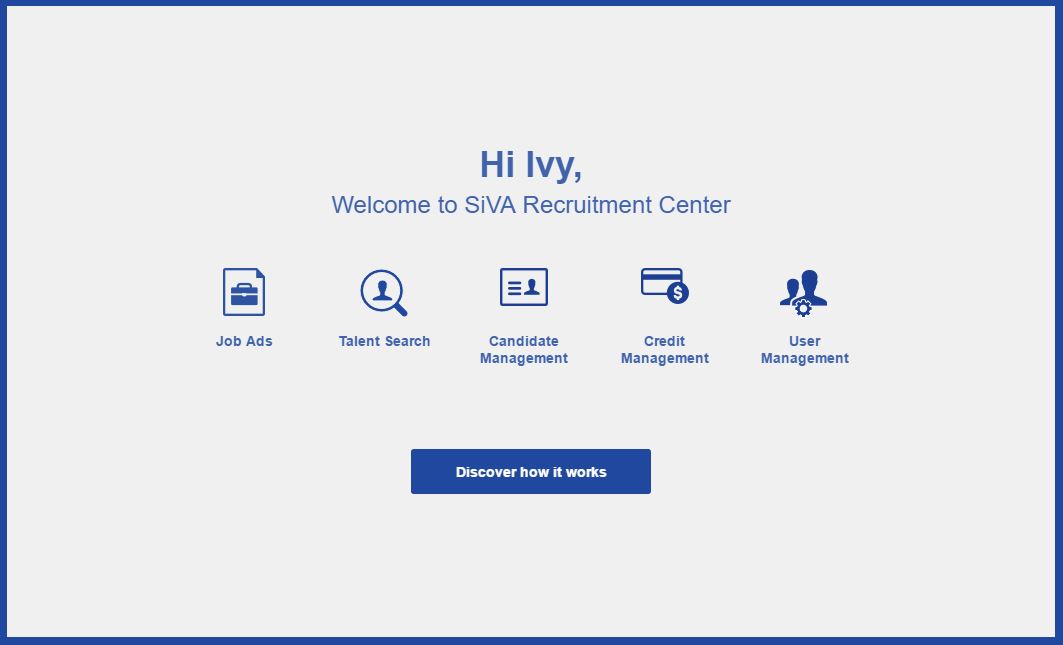 Hi Ivy,
Welcome to SiVA Recruitment Center
$
Job Ads
Talent Search
Candidate
Management
Credit
Management
User
Management
Discover how it works